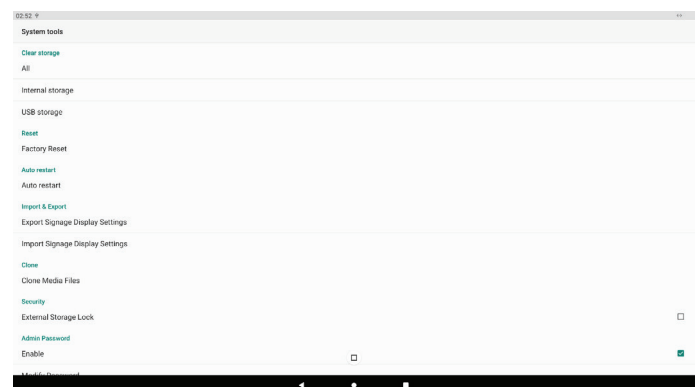 02:52
System tools
Clear storage
All
Internal storage
USB storage
Reset
Factory Reset
Auto restart
Auto restart
Import & Export
Export Signage Display Settings
Import Signage Display Settings
Clone
Clone Media Files
Security
External Storage Lock
Admin Password
Enable
Modify Password